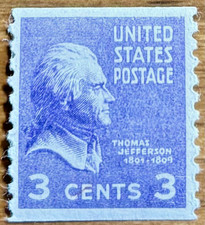 UNITED
STATES
POSTAGE
THOMAS
JEFFERSON
1801-1809
3 CENTS 3